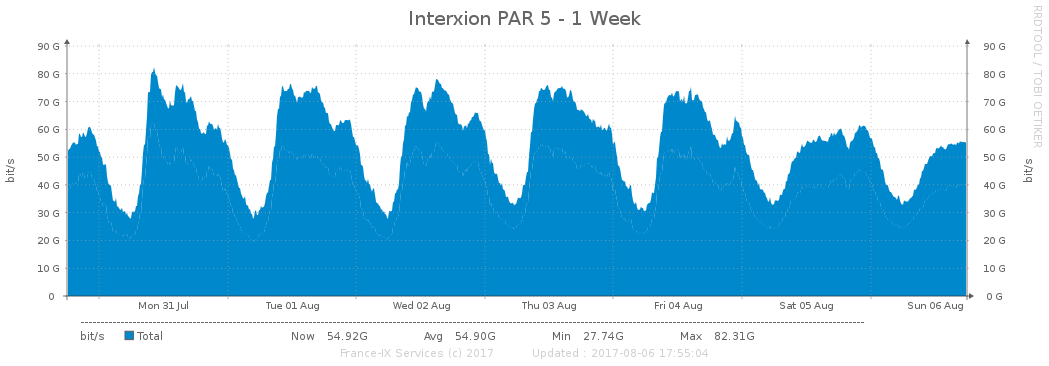 Interxion PAR 5 - 1 Week
RRDTOOL / TOBI OETIKER
90 G 90 G
80 G 80 G
70 G 70 G
60 G 60 G
50 G 50 G
40 G 40 G
30 G 30 G
20 G 20 G
10 G 10 G
0 0 G
bit/s bit/s
Mon 31 Jul Tue 01 Aug Wed 02 Aug Thu 03 Aug Fri 04 Aug Sat 05 Aug Sun 06 Aug
bit/s Total Now 54.92G Avg 54.90G Min 27.74G Max 82.31G
France-IX Services (c) 2017 Updated : 2017-08-06 17:55:04